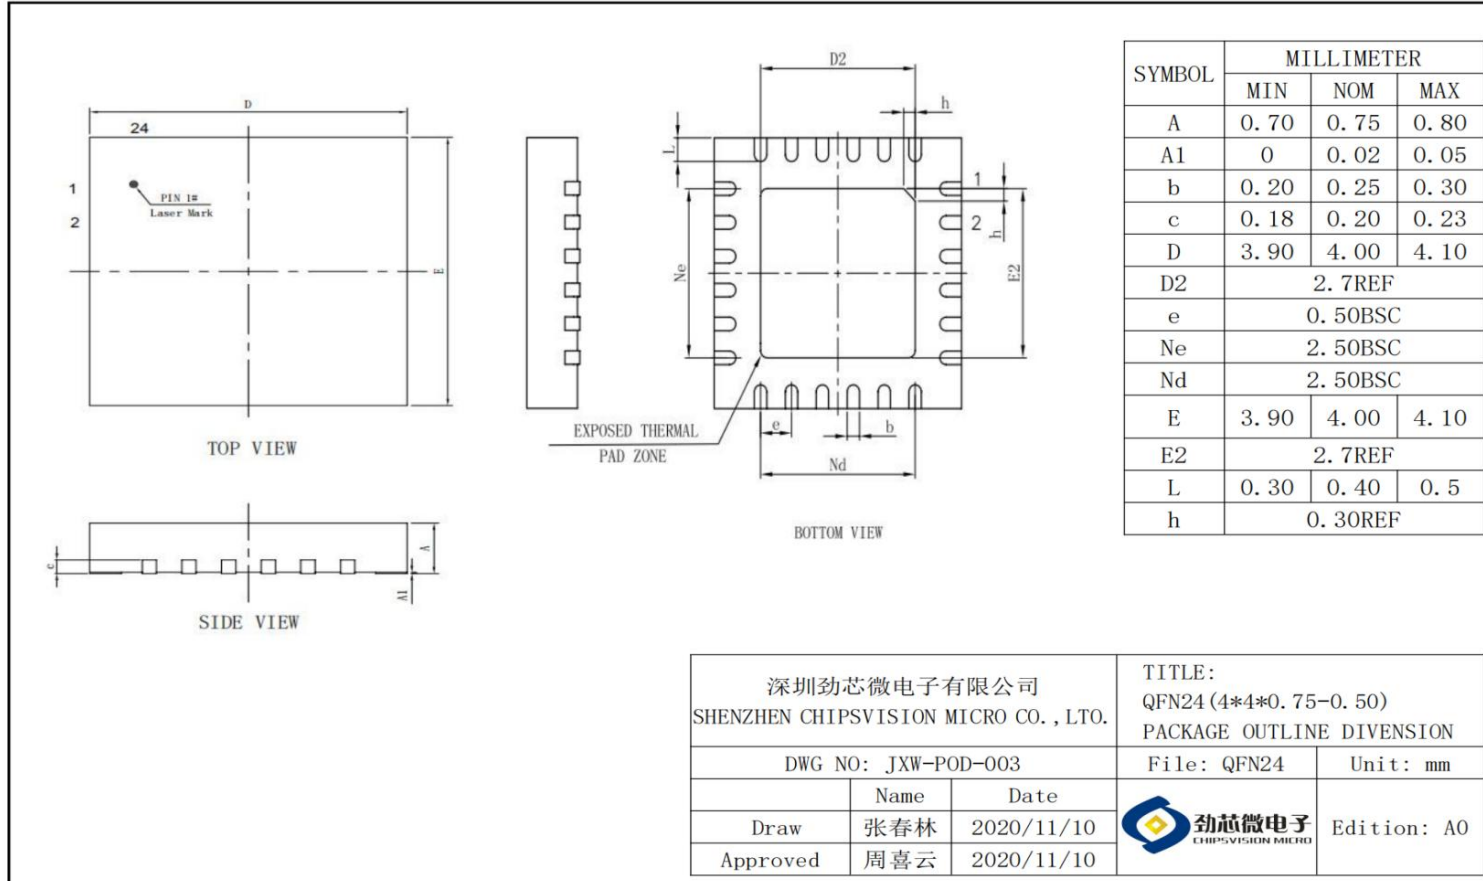 D
24
1
2
PIN 1#
Laser Mark
E
TOP VIEW
c
A
A1
SIDE VIEW
D2
h
L
1
2
h
Ne
E2
EXPOSED THERMAL
PAD ZONE
e
b
Nd
BOTTOM VIEW
SYMBOL MILLIMETER
MIN NOM MAX
A 0.70 0.75 0.80
A1 0 0.02 0.05
b 0.20 0.25 0.30
c 0.18 0.20 0.23
D 3.90 4.00 4.10
D2 2.7REF
e 0.50BSC
Ne 2.50BSC
Nd 2.50BSC
E 3.90 4.00 4.10
E2 2.7REF
L 0.30 0.40 0.5
h 0.30REF
深圳劲芯微电子有限公司
SHENZHEN CHIPSVISION MICRO CO.,LTO.
TITLE:
QFN24(4*4*0.75-0.50)
PACKAGE OUTLINE DIVENSION
DWG NO: JXW-POD-003 File: QFN24 Unit: mm
Name Date
Draw 张春林 2020/11/10
Approved 周喜云 2020/11/10
劲芯微电子
CHIPSVISION MICRO
Edition: A0